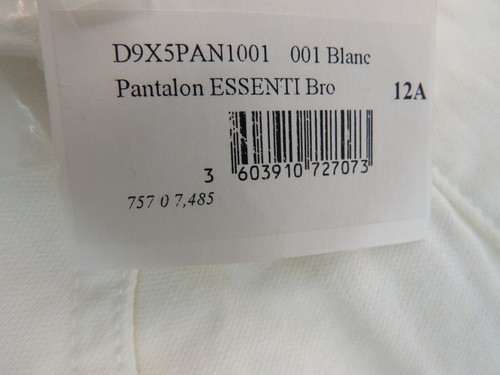 D9X5PAN1001 001 Blanc
Pantalon ESSENTI Bro 12A
3 603910 727073
757 0 7,485